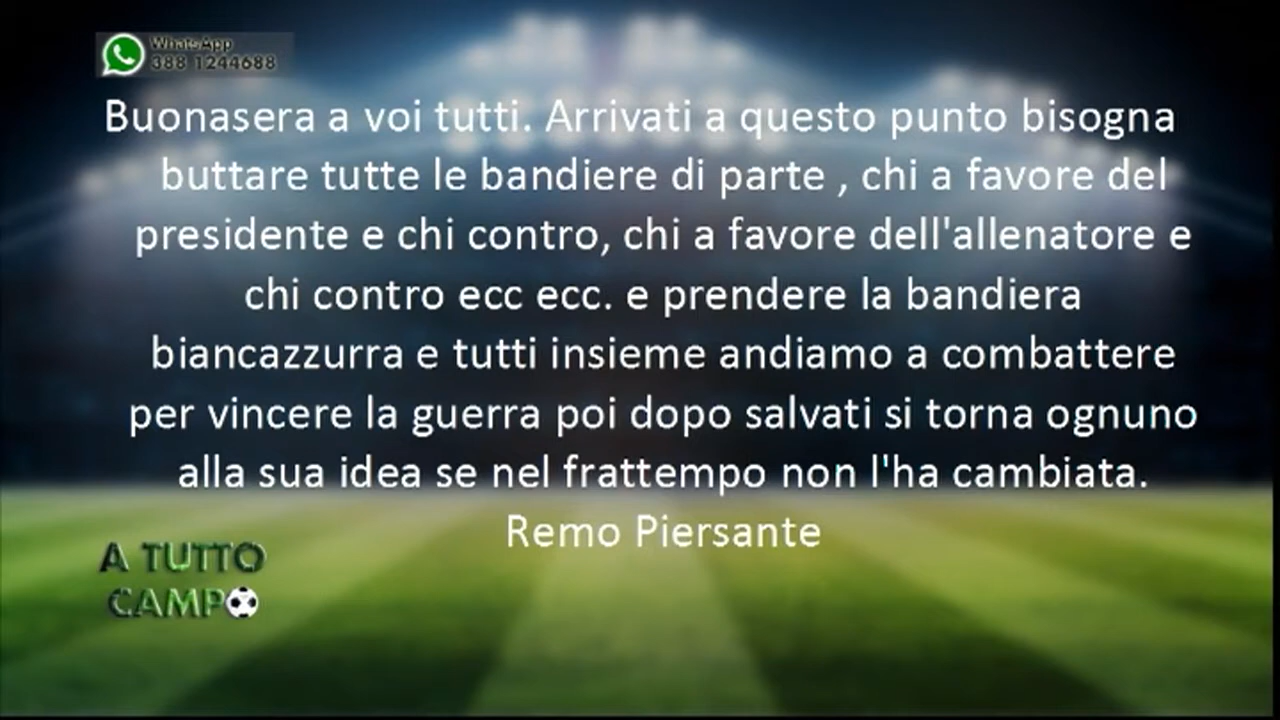 WhatsApp
388 1244688
Buonasera a voi tutti. Arrivati a questo punto bisogna
buttare tutte le bandiere di parte , chi a favore del
presidente e chi contro, chi a favore dell'allenatore e
chi contro ecc ecc. e prendere la bandiera
biancazzurra e tutti insieme andiamo a combattere
per vincere la guerra poi dopo salvati si torna ognuno
alla sua idea se nel frattempo non l'ha cambiata.
Remo Piersante
A TUTTO
CAMPO